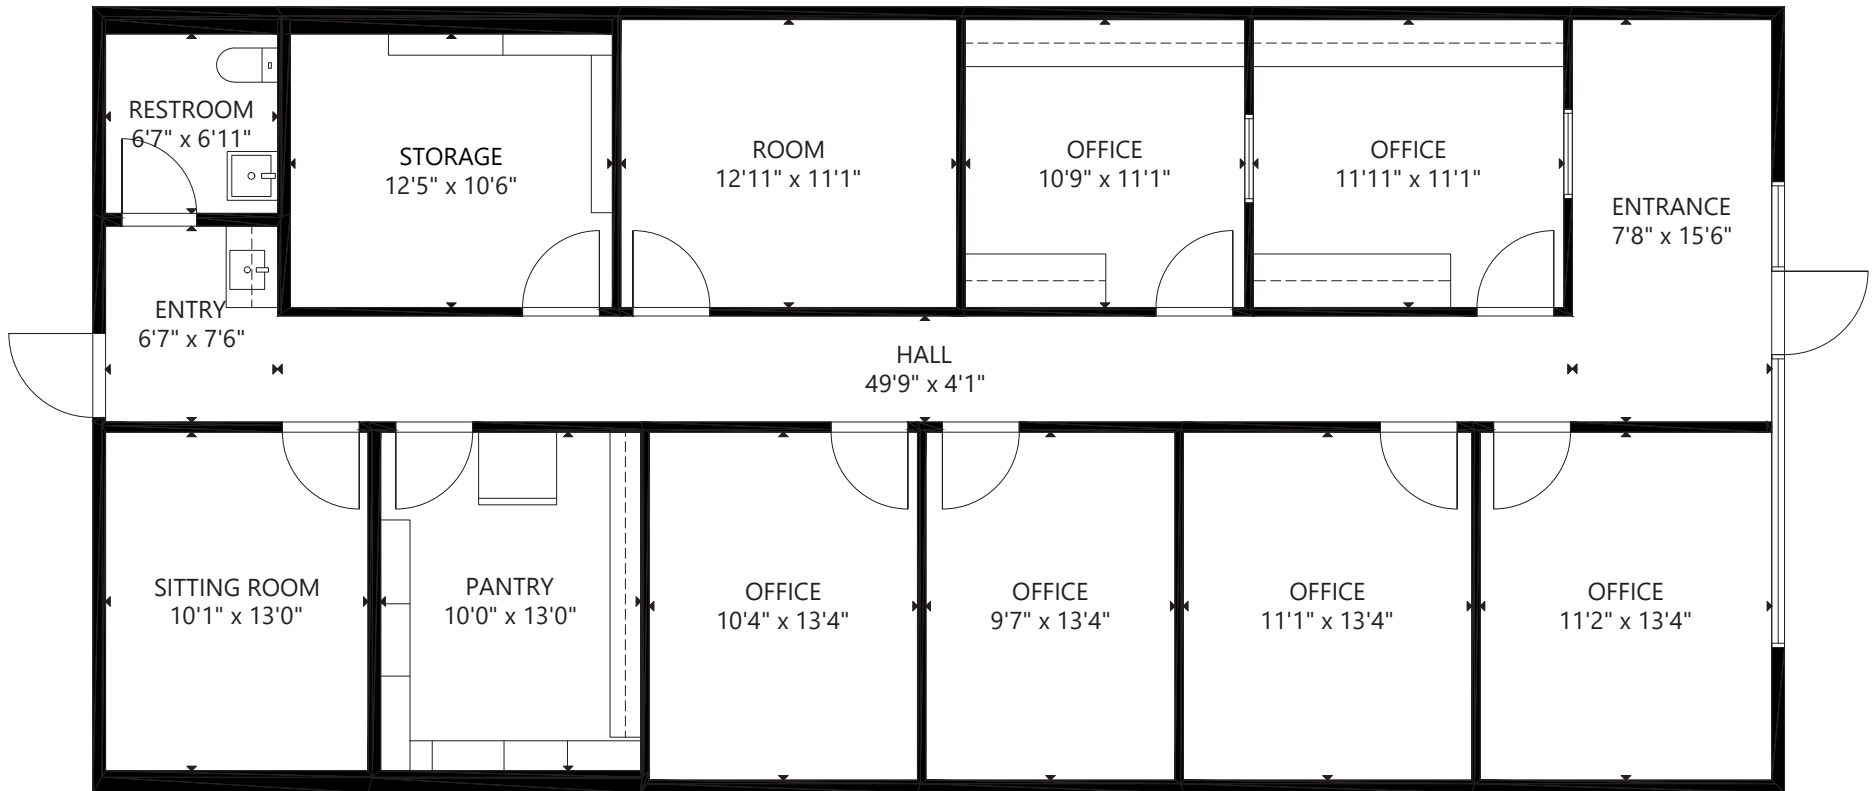 RESTROOM
6'7" x 6'11"
STORAGE
12'5" x 10'6"
ROOM
12'11" x 11'1"
OFFICE
10'9" x 11'1"
OFFICE
11'11" x 11'1"
ENTRANCE
7'8" x 15'6"
ENTRY
6'7" x 7'6"
HALL
49'9" x 4'1"
SITTING ROOM
10'1" x 13'0"
PANTRY
10'0" x 13'0"
OFFICE
10'4" x 13'4"
OFFICE
9'7" x 13'4"
OFFICE
11'1" x 13'4"
OFFICE
11'2" x 13'4"